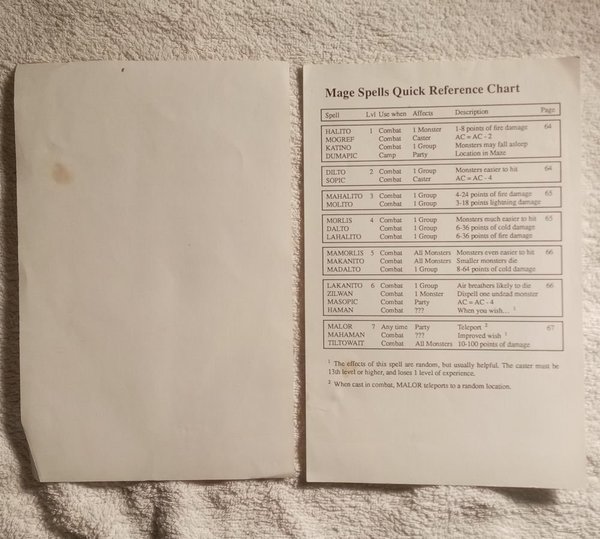 Mage Spells Quick Reference Chart
Spell Lvl Use when Affects Description Page
HALITO 1 Combat 1 Monster 1-8 points of fire damage 64
MOGREF Combat Caster AC = AC - 2
KATINO Combat 1 Group Monsters may fall asleep
DUMAPIC Camp Party Location in Maze
DILTO 2 Combat 1 Group Monsters easier to hit 64
SOPIC Combat Caster AC = AC - 4
MAHALITO 3 Combat 1 Group 4-24 points of fire damage 65
MOLITO Combat 1 Group 3-18 points lightning damage
MORLIS 4 Combat 1 Group Monsters much easier to hit 65
DALTO Combat 1 Group 6-36 points of cold damage
LAHALITO Combat 1 Group 6-36 points of fire damage
MAMORLIS 5 Combat All Monsters Monsters even easier to hit 66
MAKANITO Combat All Monsters Smaller monsters die
MADALTO Combat 1 Group 8-64 points of cold damage
LAKANITO 6 Combat 1 Group Air breathers likely to die 66
ZILWAN Combat 1 Monster Dispell one undead monster
MASOPIC Combat Party AC = AC - 4
HAMAN Combat ??? When you wish... 1
MALOR 7 Any time Party Teleport 2 67
MAHAMAN Combat ??? Improved wish 1
TILTOWAIT Combat All Monsters 10-100 points of damage
1 The effects of this spell are random, but usually helpful. The caster must be
13th level or higher, and loses 1 level of experience.
2 When cast in combat, MALOR teleports to a random location.